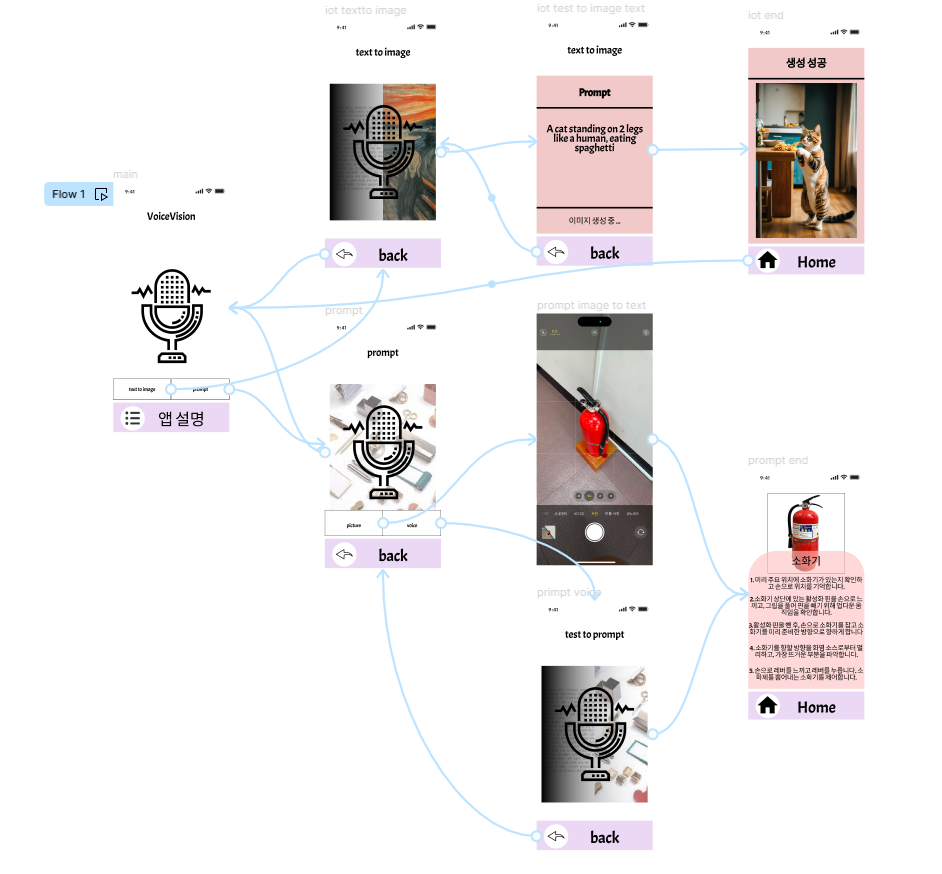 iot textto image
9:41
text to image
back
iot test to image text
9:41
text to image
Prompt
A cat standing on 2 legs
like a human, eating
spaghetti
이미지 생성 중 ...
back
iot end
9:41
생성 성공
Home
main
Flow 1
9:41
VoiceVision
text to image
prompt
앱 설명
prompt
9:41
prompt
picture
voice
back
prompt image to text
primpt voice
9:41
test to prompt
back
prompt end
9:41
소화기
1.미리 주요 위치에 소화기가 있는지 확인하
고 손으로 위치를 기억합니다.
2.소화기 상단에 있는 활성화 핀을 손으로 느
끼고, 그립을 풀어 핀을 빼기 위해 업다운 움
직임을 확인합니다.
3.활성화 핀을 뺀 후, 손으로 소화기를 잡고 소
화기를 미리 준비한 방향으로 향하게 합니다
4. 소화기를 향할 방향을 화염 소스로부터 멀
리하고, 가장 뜨거운 부분을 파악합니다.
5. 손으로 레버를 느끼고 레버를 누릅니다. 소
화제를 뿜어내는 소화기를 제어합니다.
Home